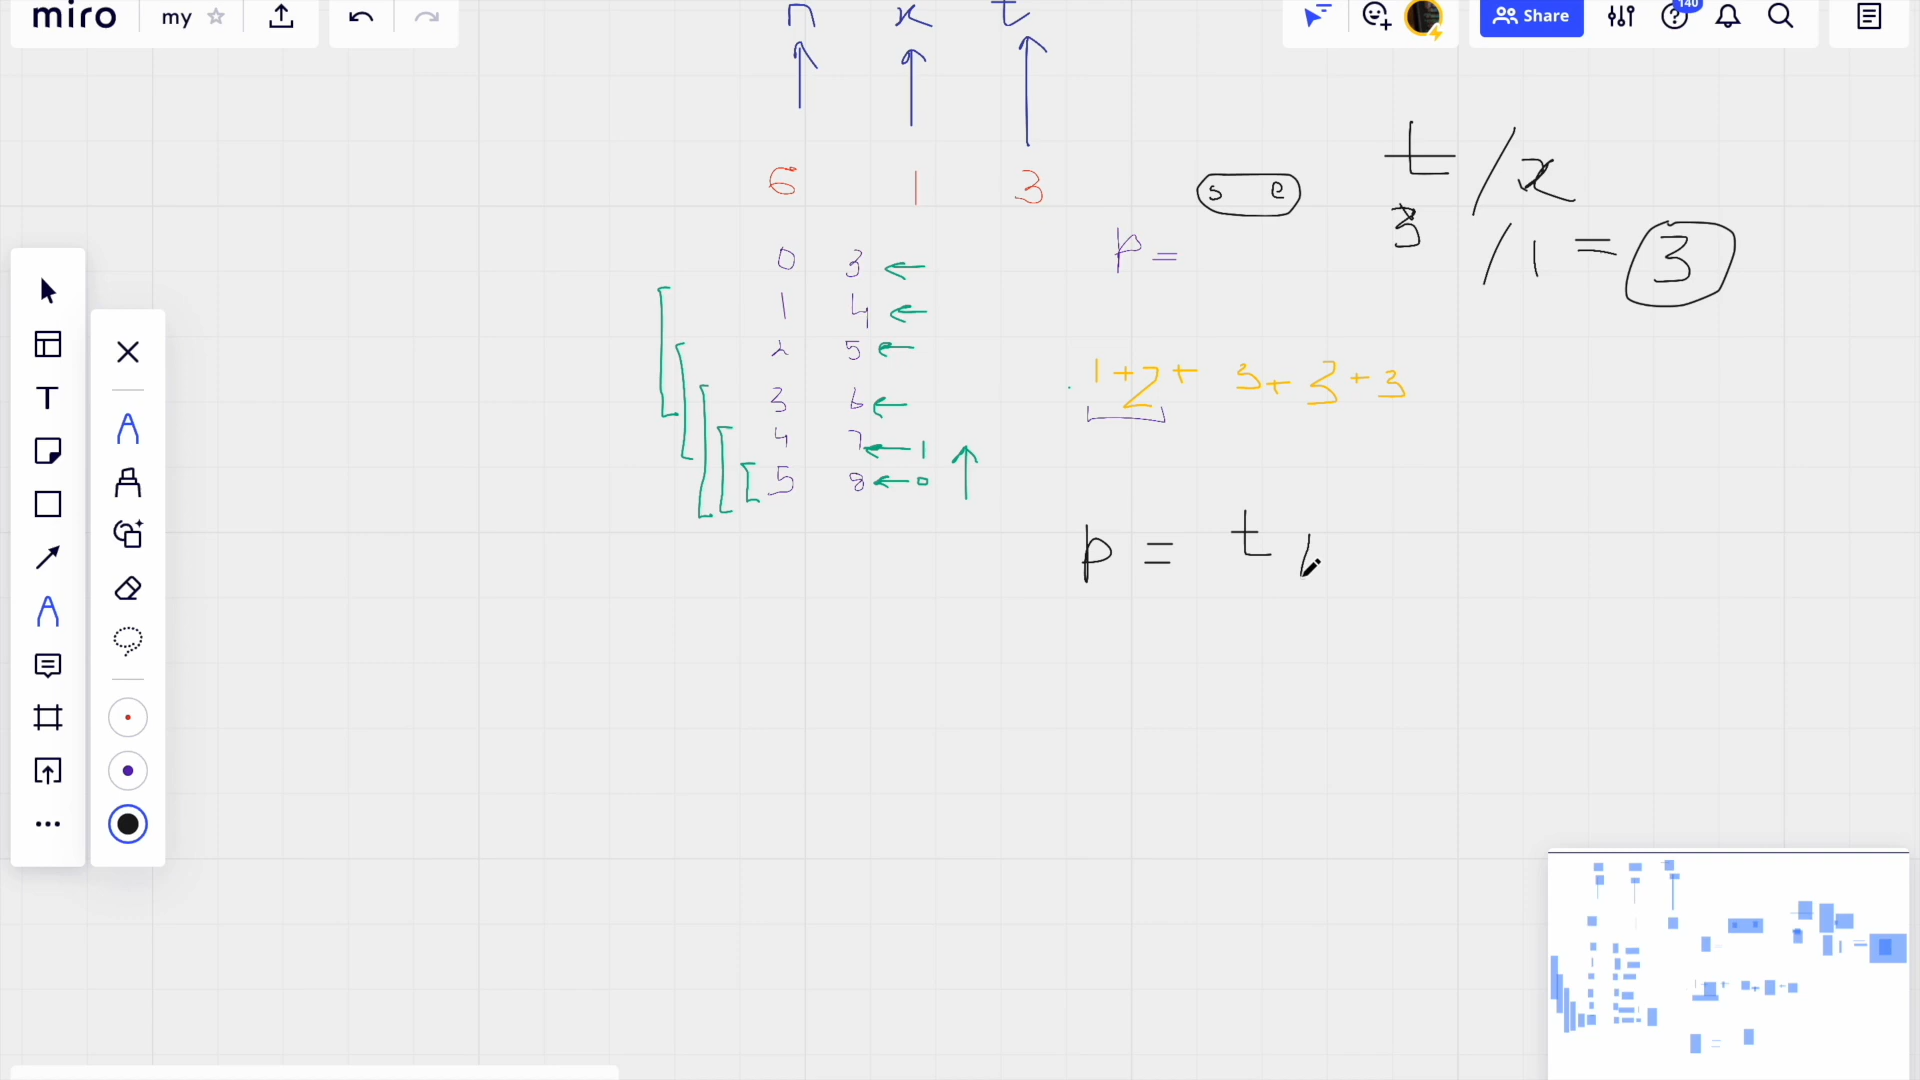 miro my Share 140
n x t
6 1 3
s e
t / x
3 / 1 = 3
p =
0 3
1 4
2 5
3 6
4 7 1
5 8 0
1 + 2 + 3 + 3 + 3
p = t /
T